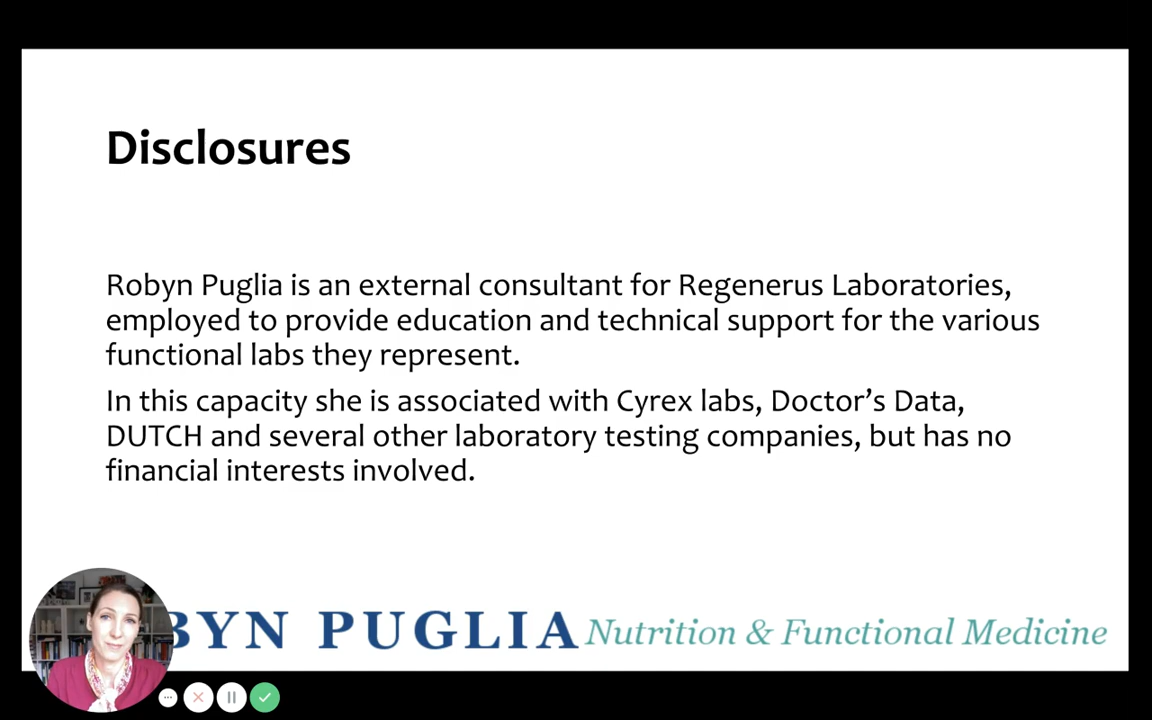 Disclosures
Robyn Puglia is an external consultant for Regenerus Laboratories,
employed to provide education and technical support for the various
functional labs they represent.
In this capacity she is associated with Cyrex labs, Doctor’s Data,
DUTCH and several other laboratory testing companies, but has no
financial interests involved.
BYN PUGLIA Nutrition & Functional Medicine